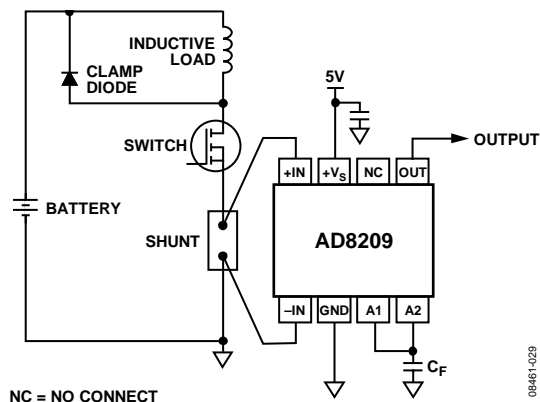 INDUCTIVE
LOAD
CLAMP
DIODE
5V
SWITCH
OUTPUT
+IN
+VS
NC
OUT
BATTERY
SHUNT
AD8209
–IN
GND
A1
A2
CF
NC = NO CONNECT
08461-029